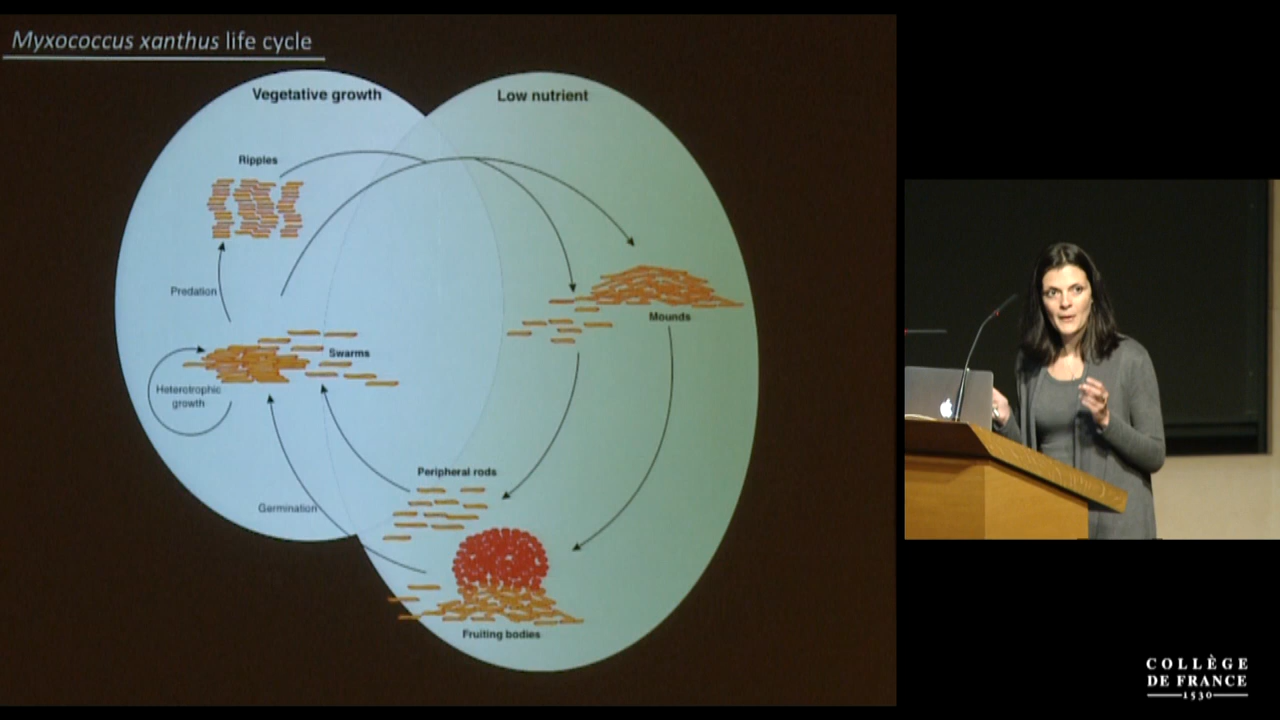 Myxococcus xanthus life cycle
Vegetative growth
Low nutrient
Ripples
Predation
Mounds
Swarms
Heterotrophic
growth
Peripheral rods
Germination
Fruiting bodies
COLLÈGE
DE FRANCE
1530